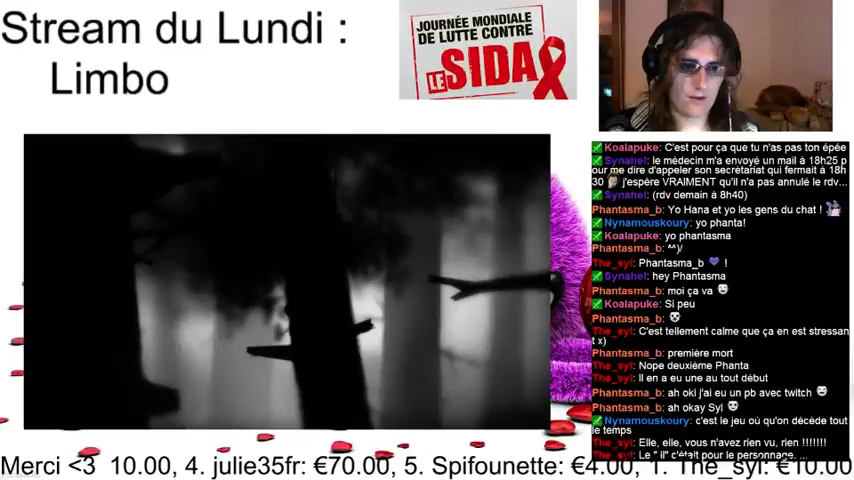 Stream du Lundi :
Limbo
JOURNÉE MONDIALE
DE LUTTE CONTRE
LE SIDA
Koalapuke: C'est pour ça que tu n'as pas ton épée
Synahel: le médecin m'a envoyé un mail à 18h25 p
our me dire d'appeler son secrétariat qui fermait à 18h
30 j'espère VRAIMENT qu'il n'a pas annulé le rdv...
Synahel: (rdv demain à 8h40)
Phantasma_b: Yo Hana et yo les gens du chat !
Nynamouskoury: yo phanta!
Koalapuke: yo phantasma
Phantasma_b: ^^)/
The_syl: Phantasma_b 💜 !
Synahel: hey Phantasma
Phantasma_b: moi ça va
Koalapuke: Si peu
Phantasma_b:
The_syl: C'est tellement calme que ça en est stressan
t x)
Phantasma_b: première mort
The_syl: Nope deuxième Phanta
The_syl: Il en a eu une au tout début
Phantasma_b: ah oki j'ai eu un pb avec twitch
Phantasma_b: ah okay Syl
Nynamouskoury: c'est le jeu où qu'on décède tout
le temps
The_syl: Elle, elle, vous n'avez rien vu, rien !!!!!!!
The_syl: Le " il" c'était pour le personnage. ...
Merci <3 10.00, 4. julie35fr: €70.00, 5. Spifounette: €4.00, 1. The_syl: €10.00